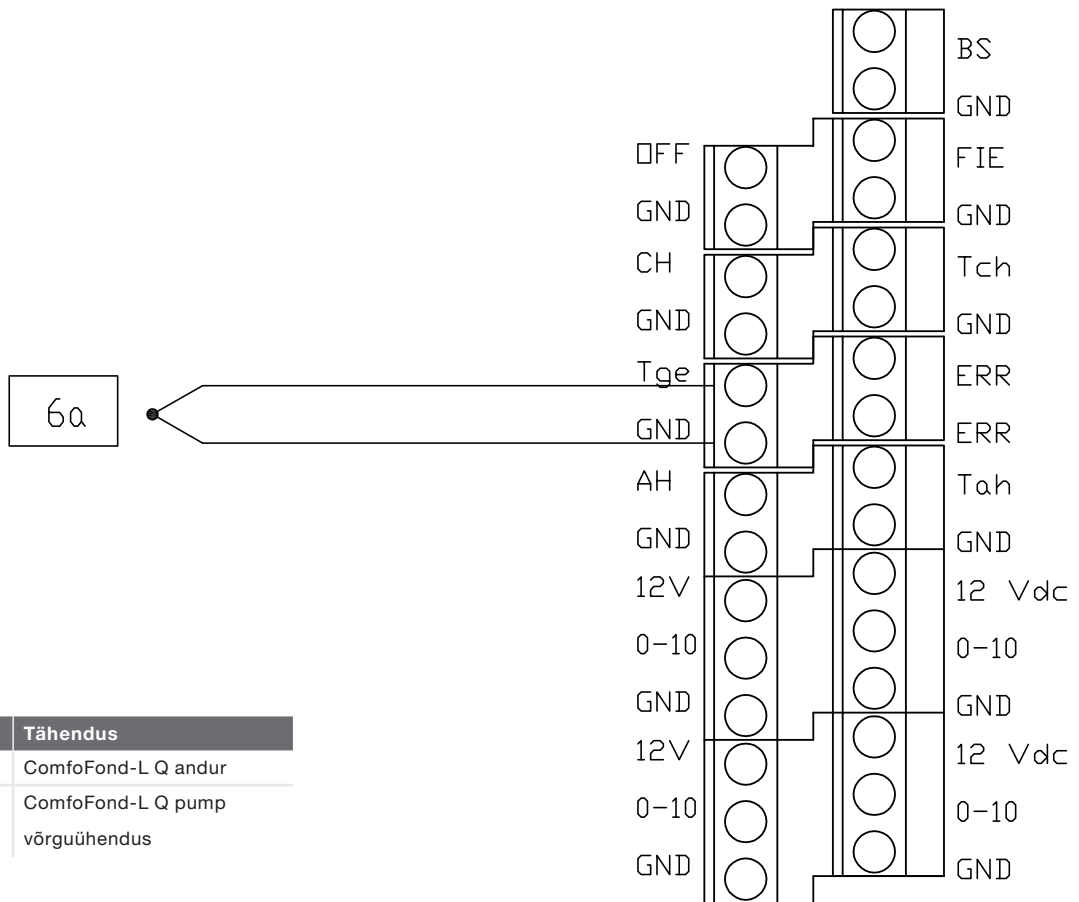 BS
GND
FIE
GND
Tch
GND
ERR
ERR
Tah
GND
12 Vdc
0-10
GND
12 Vdc
0-10
GND
OFF
GND
CH
GND
Tge
GND
AH
GND
12V
0-10
GND
12V
0-10
GND
6a
Tähendus
ComfoFond-L Q andur
ComfoFond-L Q pump
võrguühendus